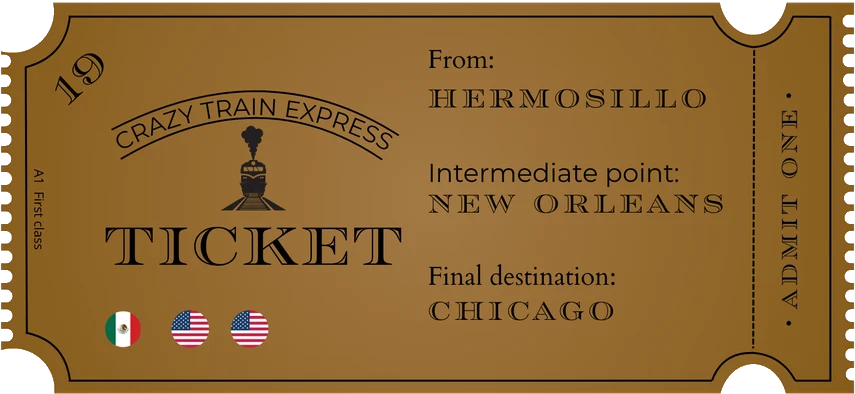 19
CRAZY TRAIN EXPRESS
TICKET
A1 First class
From:
HERMOSILLO
Intermediate point:
NEW ORLEANS
Final destination:
CHICAGO
• ADMIT ONE •